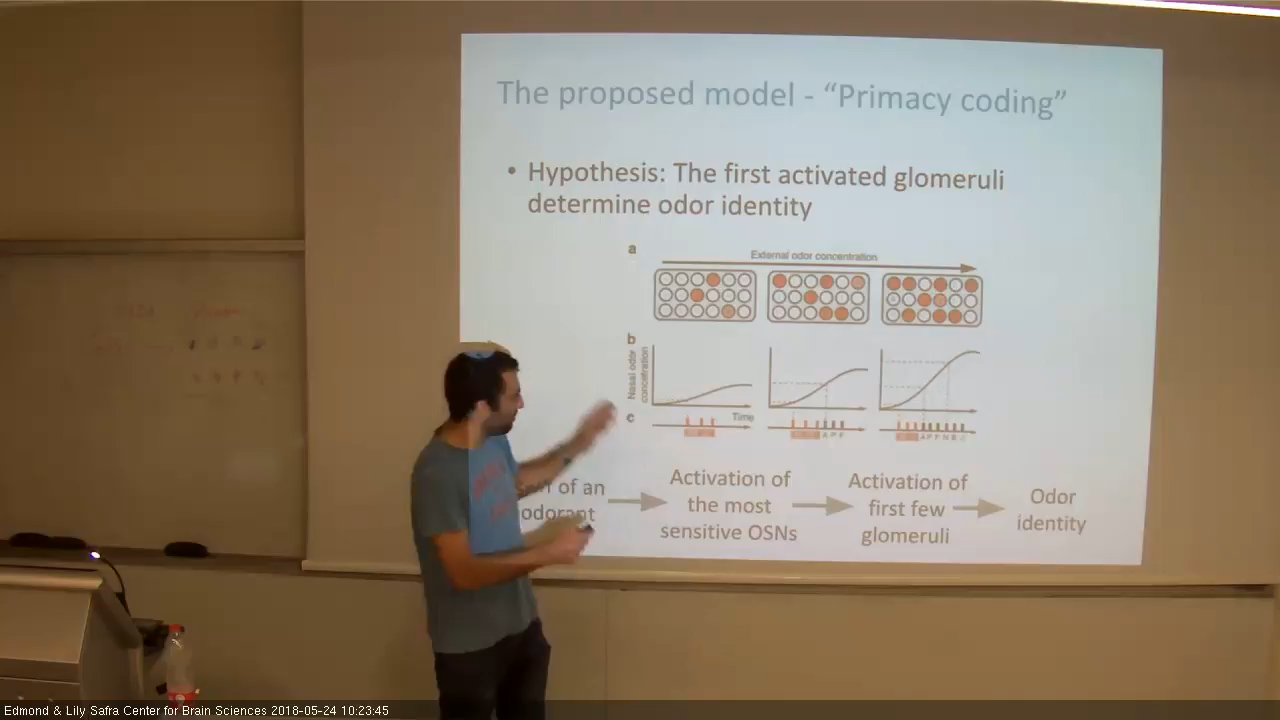 The proposed model - “Primacy coding”
• Hypothesis: The first activated glomeruli
determine odor identity
a
External odor concentration
b
Nasal odor
concentration
c
Time
A P F
A P F N B
of an
odorant
Activation of
the most
sensitive OSNs
Activation of
first few
glomeruli
Odor
identity
Edmond & Lily Safra Center for Brain Sciences 2018-05-24 10:23:45